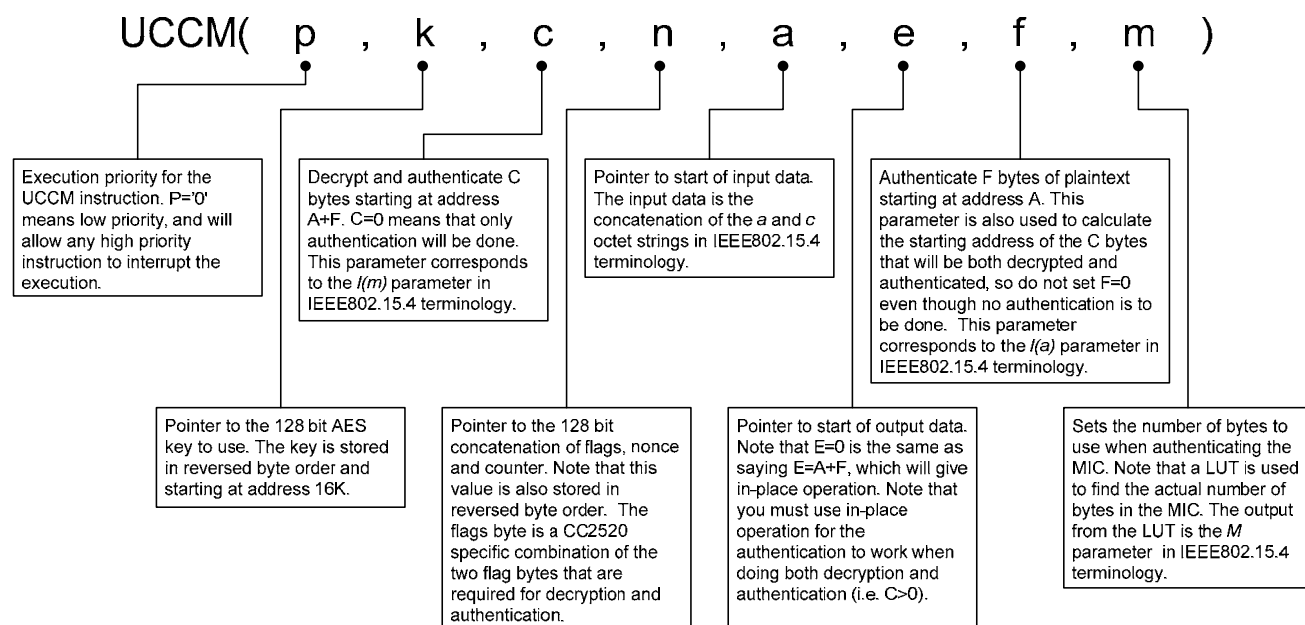 UCCM( p , k , c , n , a , e , f , m )
Execution priority for the
UCCM instruction. P='0'
means low priority, and will
allow any high priority
instruction to interrupt the
execution.
Decrypt and authenticate C
bytes starting at address
A+F. C=0 means that only
authentication will be done.
This parameter corresponds
to the l(m) parameter in
IEEE802.15.4 terminology.
Pointer to start of input data.
The input data is the
concatenation of the a and c
octet strings in IEEE802.15.4
terminology.
Authenticate F bytes of plaintext
starting at address A. This
parameter is also used to calculate
the starting address of the C bytes
that will be both decrypted and
authenticated, so do not set F=0
even though no authentication is to
be done. This parameter
corresponds to the l(a) parameter in
IEEE802.15.4 terminology.
Pointer to the 128 bit AES
key to use. The key is stored
in reversed byte order and
starting at address 16K.
Pointer to the 128 bit
concatenation of flags, nonce
and counter. Note that this
value is also stored in
reversed byte order. The
flags byte is a CC2520
specific combination of the
two flag bytes that are
required for decryption and
authentication.
Pointer to start of output data.
Note that E=0 is the same as
saying E=A+F, which will give
in-place operation. Note that
you must use in-place
operation for the
authentication to work when
doing both decryption and
authentication (i.e. C>0).
Sets the number of bytes to
use when authenticating the
MIC. Note that a LUT is used
to find the actual number of
bytes in the MIC. The output
from the LUT is the M
parameter in IEEE802.15.4
terminology.